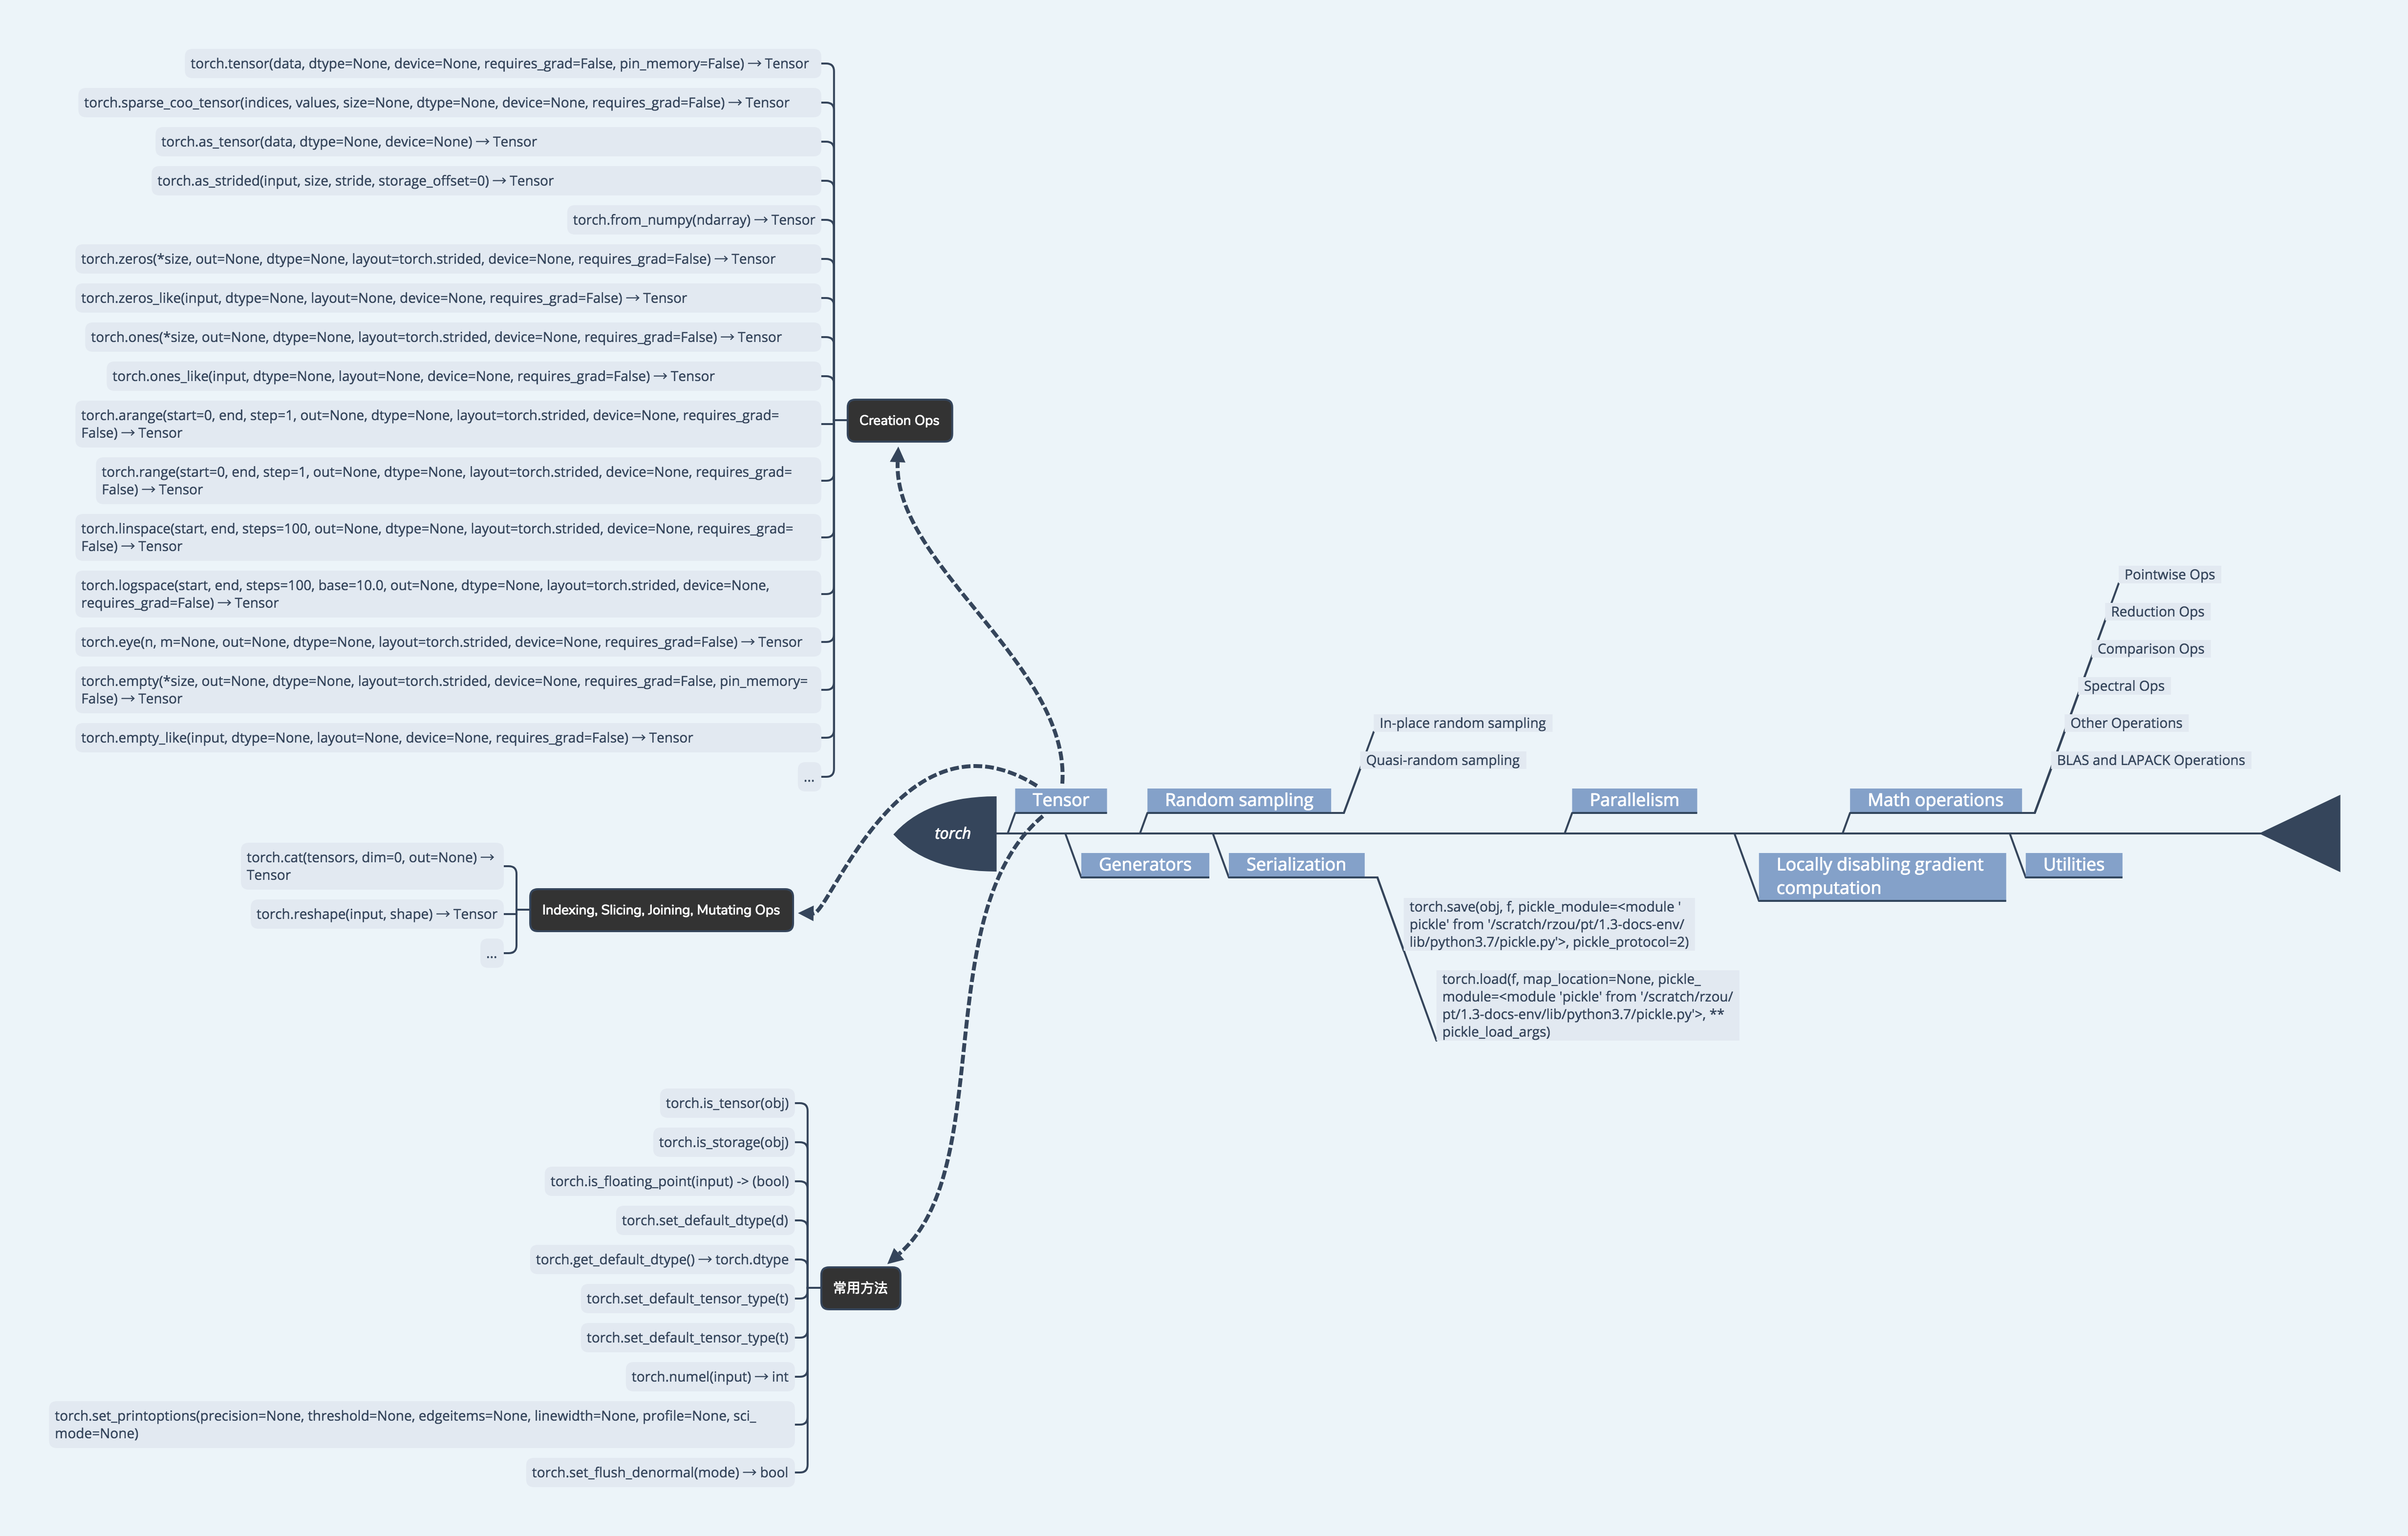 torch.tensor(data, dtype=None, device=None, requires_grad=False, pin_memory=False) → Tensor
torch.sparse_coo_tensor(indices, values, size=None, dtype=None, device=None, requires_grad=False) → Tensor
torch.as_tensor(data, dtype=None, device=None) → Tensor
torch.as_strided(input, size, stride, storage_offset=0) → Tensor
torch.from_numpy(ndarray) → Tensor
torch.zeros(*size, out=None, dtype=None, layout=torch.strided, device=None, requires_grad=False) → Tensor
torch.zeros_like(input, dtype=None, layout=None, device=None, requires_grad=False) → Tensor
torch.ones(*size, out=None, dtype=None, layout=torch.strided, device=None, requires_grad=False) → Tensor
torch.ones_like(input, dtype=None, layout=None, device=None, requires_grad=False) → Tensor
torch.arange(start=0, end, step=1, out=None, dtype=None, layout=torch.strided, device=None, requires_grad=
False) → Tensor
torch.range(start=0, end, step=1, out=None, dtype=None, layout=torch.strided, device=None, requires_grad=
False) → Tensor
torch.linspace(start, end, steps=100, out=None, dtype=None, layout=torch.strided, device=None, requires_grad=
False) → Tensor
torch.logspace(start, end, steps=100, base=10.0, out=None, dtype=None, layout=torch.strided, device=None,
requires_grad=False) → Tensor
torch.eye(n, m=None, out=None, dtype=None, layout=torch.strided, device=None, requires_grad=False) → Tensor
torch.empty(*size, out=None, dtype=None, layout=torch.strided, device=None, requires_grad=False, pin_memory=
False) → Tensor
torch.empty_like(input, dtype=None, layout=None, device=None, requires_grad=False) → Tensor
...
Creation Ops
torch.cat(tensors, dim=0, out=None) →
Tensor
torch.reshape(input, shape) → Tensor
...
Indexing, Slicing, Joining, Mutating Ops
torch.is_tensor(obj)
torch.is_storage(obj)
torch.is_floating_point(input) -> (bool)
torch.set_default_dtype(d)
torch.get_default_dtype() → torch.dtype
torch.set_default_tensor_type(t)
torch.set_default_tensor_type(t)
torch.numel(input) → int
torch.set_printoptions(precision=None, threshold=None, edgeitems=None, linewidth=None, profile=None, sci_
mode=None)
torch.set_flush_denormal(mode) → bool
常用方法
torch
Tensor
Generators
Random sampling
In-place random sampling
Quasi-random sampling
Serialization
torch.save(obj, f, pickle_module=<module '
pickle' from '/scratch/rzou/pt/1.3-docs-env/
lib/python3.7/pickle.py'>, pickle_protocol=2)
torch.load(f, map_location=None, pickle_
module=<module 'pickle' from '/scratch/rzou/
pt/1.3-docs-env/lib/python3.7/pickle.py'>, **
pickle_load_args)
Parallelism
Locally disabling gradient
computation
Math operations
Pointwise Ops
Reduction Ops
Comparison Ops
Spectral Ops
Other Operations
BLAS and LAPACK Operations
Utilities